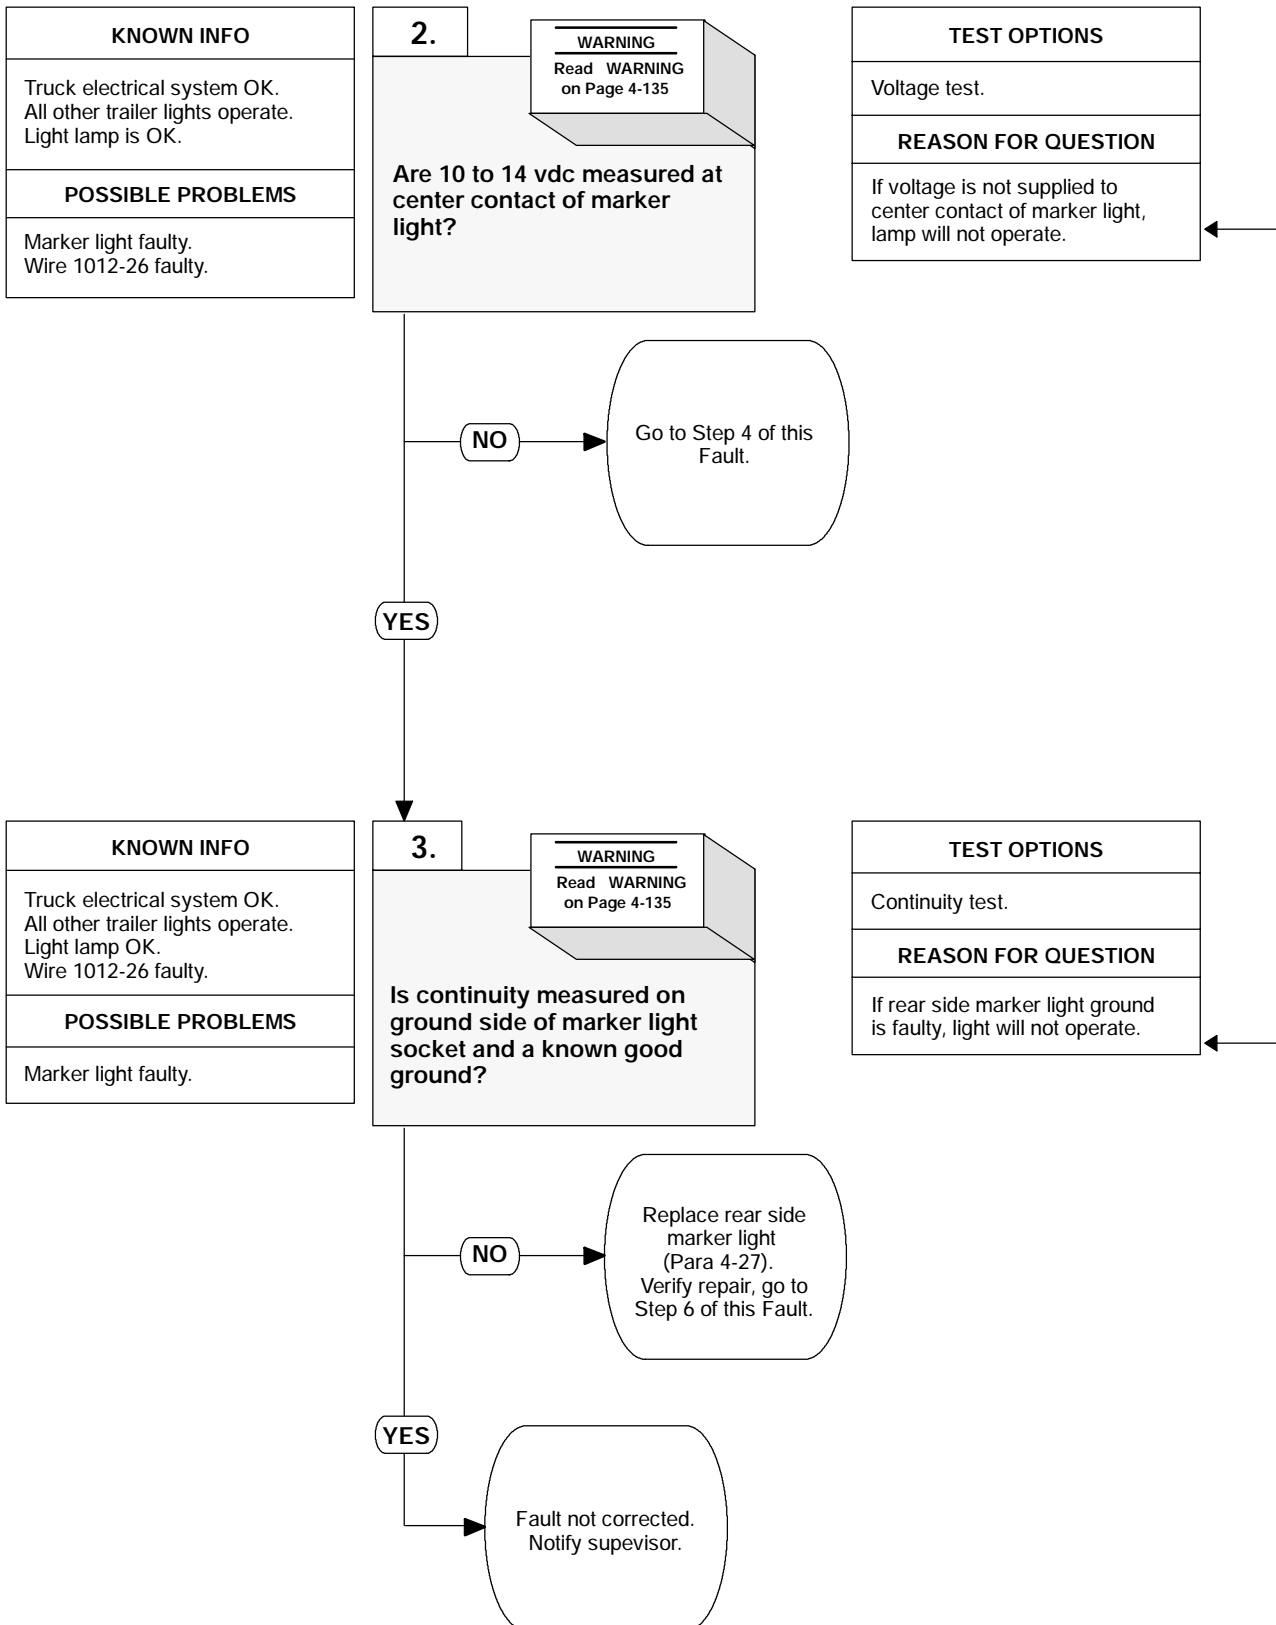 KNOWN INFO
Truck electrical system OK.
All other trailer lights operate.
Light lamp is OK.
POSSIBLE PROBLEMS
Marker light faulty.
Wire 1012-26 faulty.
2.
WARNING
Read WARNING
on Page 4-135
Are 10 to 14 vdc measured at
center contact of marker
light?
TEST OPTIONS
Voltage test.
REASON FOR QUESTION
If voltage is not supplied to
center contact of marker light,
lamp will not operate.
NO
Go to Step 4 of this
Fault.
YES
KNOWN INFO
Truck electrical system OK.
All other trailer lights operate.
Light lamp OK.
Wire 1012-26 faulty.
POSSIBLE PROBLEMS
Marker light faulty.
3.
WARNING
Read WARNING
on Page 4-135
Is continuity measured on
ground side of marker light
socket and a known good
ground?
TEST OPTIONS
Continuity test.
REASON FOR QUESTION
If rear side marker light ground
is faulty, light will not operate.
NO
Replace rear side
marker light
(Para 4-27).
Verify repair, go to
Step 6 of this Fault.
YES
Fault not corrected.
Notify supevisor.